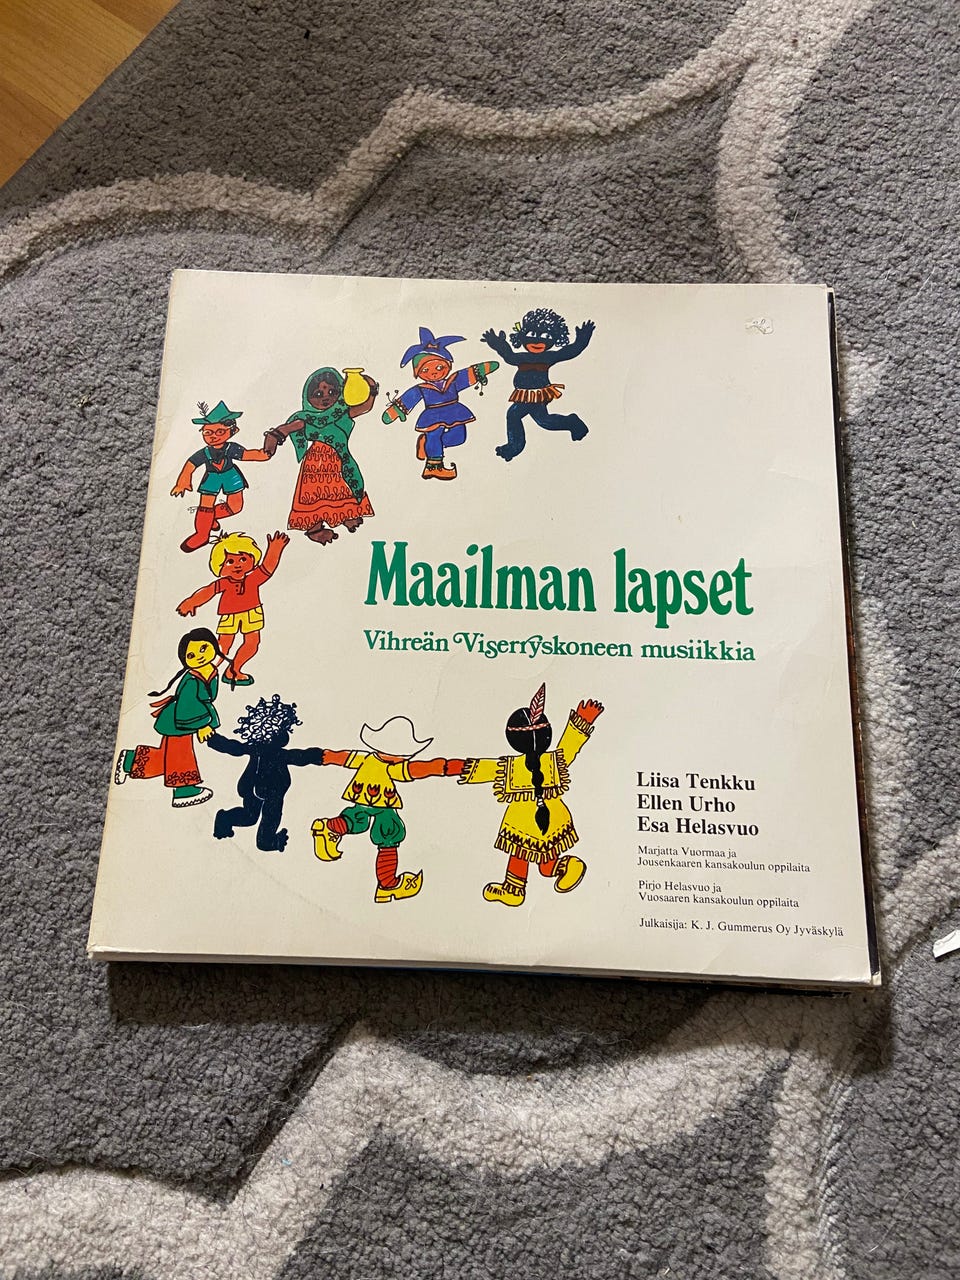 Maailman lapset
Vihreän Viserryskoneen musiikkia
Liisa Tenkku
Ellen Urho
Esa Helasvuo
Marjatta Vuormaa ja
Jousenkaaren kansakoulun oppilaita
Pirjo Helasvuo ja
Vuosaaren kansakoulun oppilaita
Julkaisija: K. J. Gummerus Oy Jyväskylä